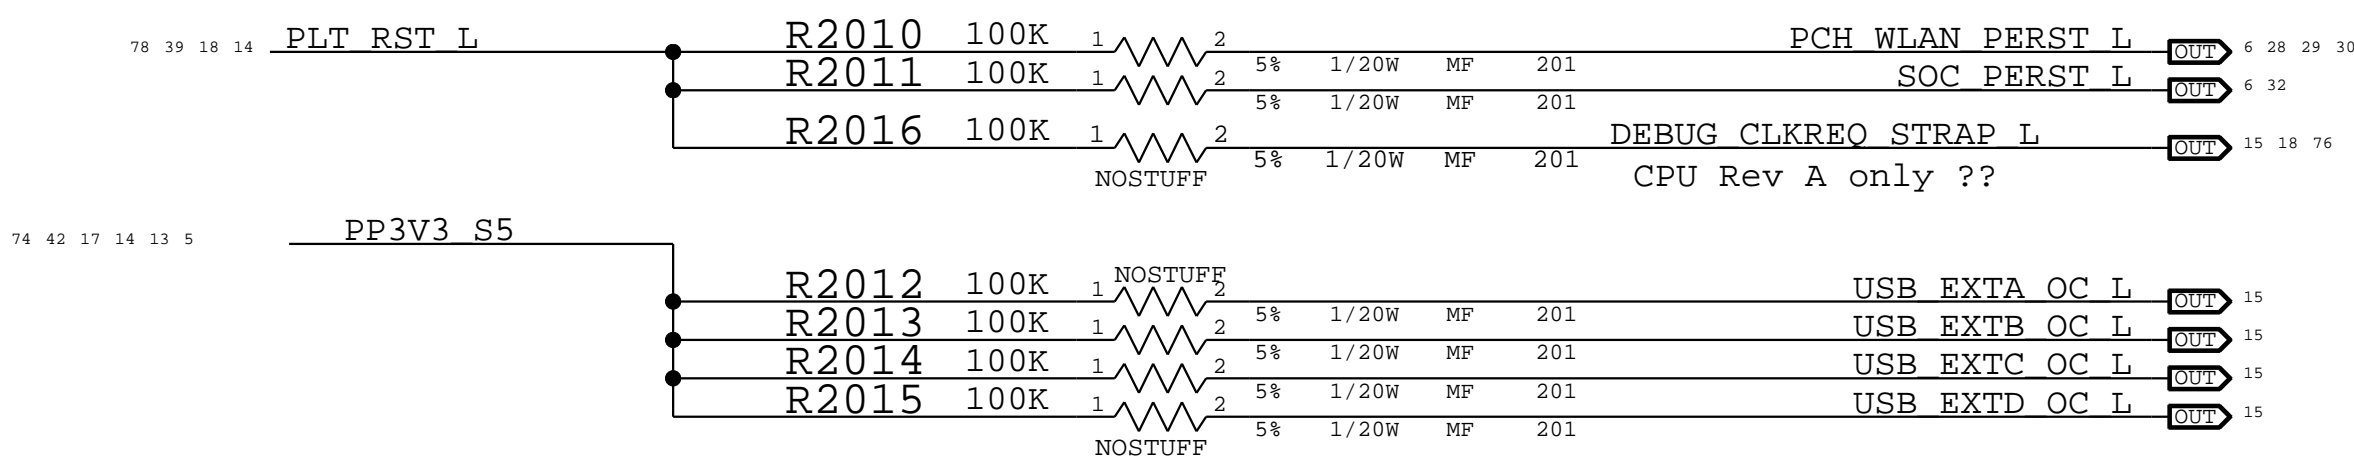 78 39 18 14 PLT_RST_L R2010 100K 1 2 PCH_WLAN_PERST_L OUT 6 28 29 30
5% 1/20W MF 201
R2011 100K 1 2 SOC_PERST_L OUT 6 32
5% 1/20W MF 201
R2016 100K 1 2 DEBUG_CLKREQ_STRAP_L OUT 15 18 76
5% 1/20W MF 201
NOSTUFF CPU Rev A only ??
74 42 17 14 13 5 PP3V3_S5
NOSTUFF
R2012 100K 1 2 USB_EXTA_OC_L OUT 15
5% 1/20W MF 201
R2013 100K 1 2 USB_EXTB_OC_L OUT 15
5% 1/20W MF 201
R2014 100K 1 2 USB_EXTC_OC_L OUT 15
5% 1/20W MF 201
R2015 100K 1 2 USB_EXTD_OC_L OUT 15
5% 1/20W MF 201
NOSTUFF